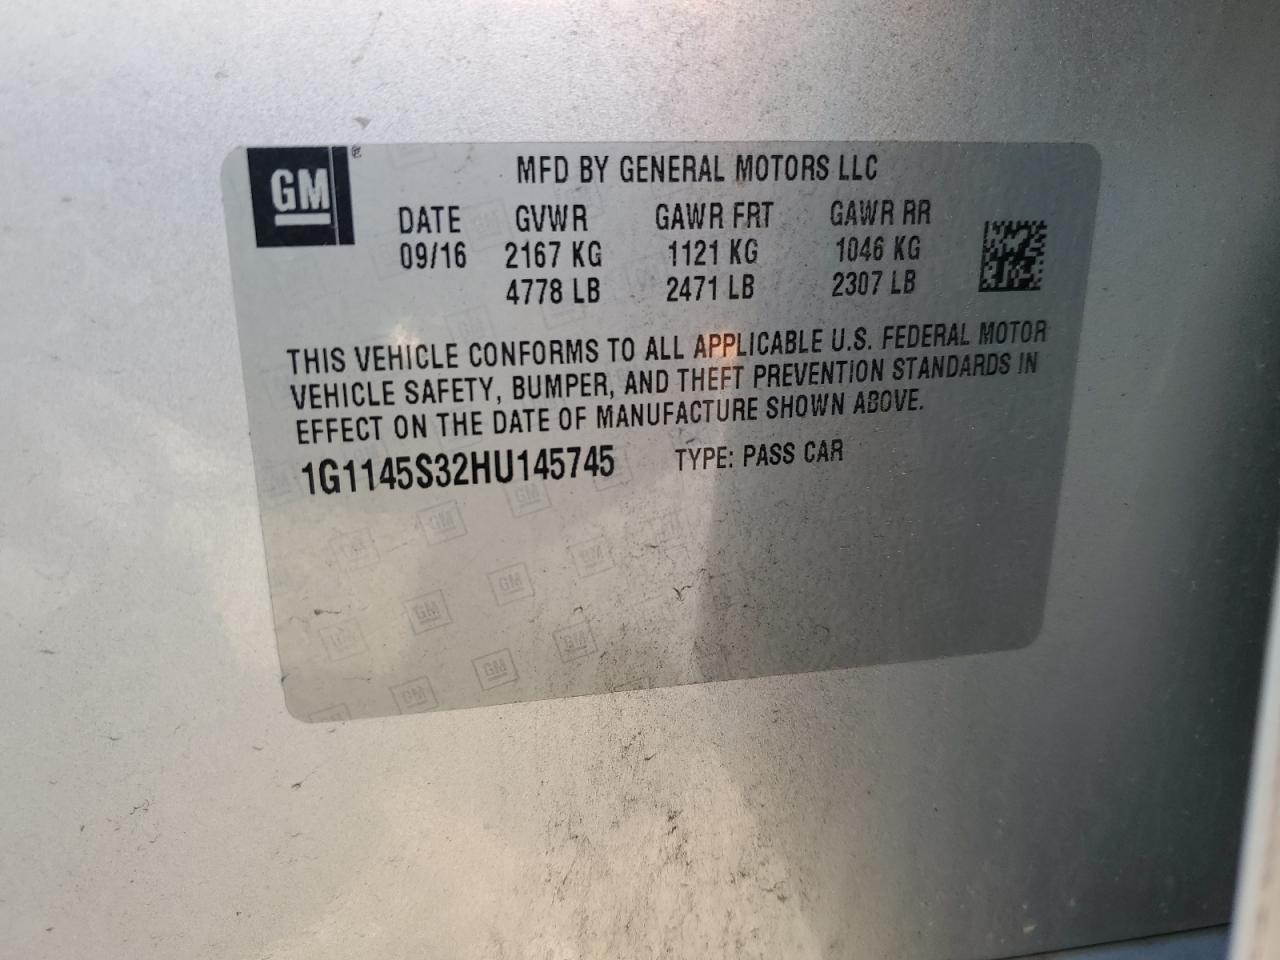 GM ®
MFD BY GENERAL MOTORS LLC
DATE GVWR GAWR FRT GAWR RR
09/16 2167 KG 1121 KG 1046 KG
4778 LB 2471 LB 2307 LB
THIS VEHICLE CONFORMS TO ALL APPLICABLE U.S. FEDERAL MOTOR
VEHICLE SAFETY, BUMPER, AND THEFT PREVENTION STANDARDS IN
EFFECT ON THE DATE OF MANUFACTURE SHOWN ABOVE.
1G1145S32HU145745 TYPE: PASS CAR